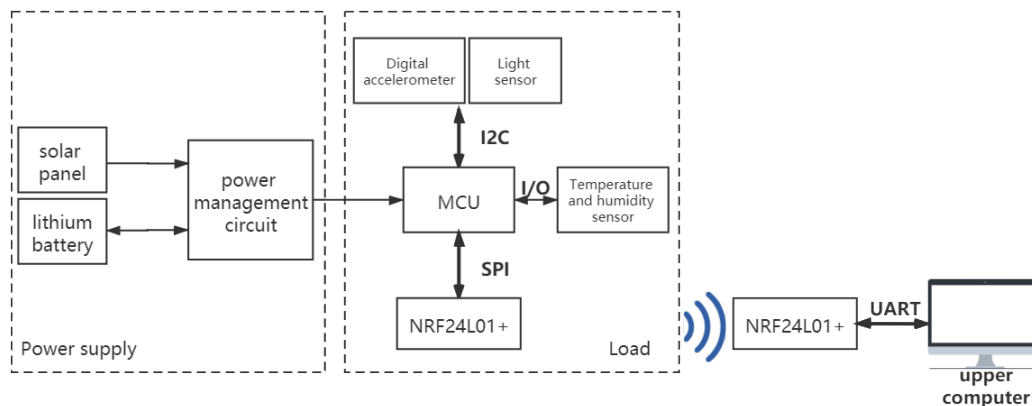 Digital
accelerometer
Light
sensor
I2C
solar
panel
lithium
battery
power
management
circuit
MCU
I/O
Temperature
and humidity
sensor
SPI
NRF24L01+
NRF24L01+
UART
Power supply
Load
upper
computer